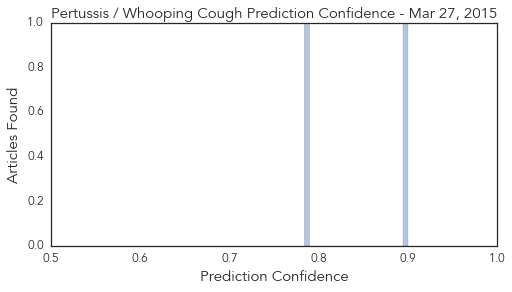 Pertussis / Whooping Cough Prediction Confidence - Mar 27, 2015
1.0
0.8
0.6
0.4
0.2
0.0
Articles Found
0.5 0.6 0.7 0.8 0.9 1.0
Prediction Confidence